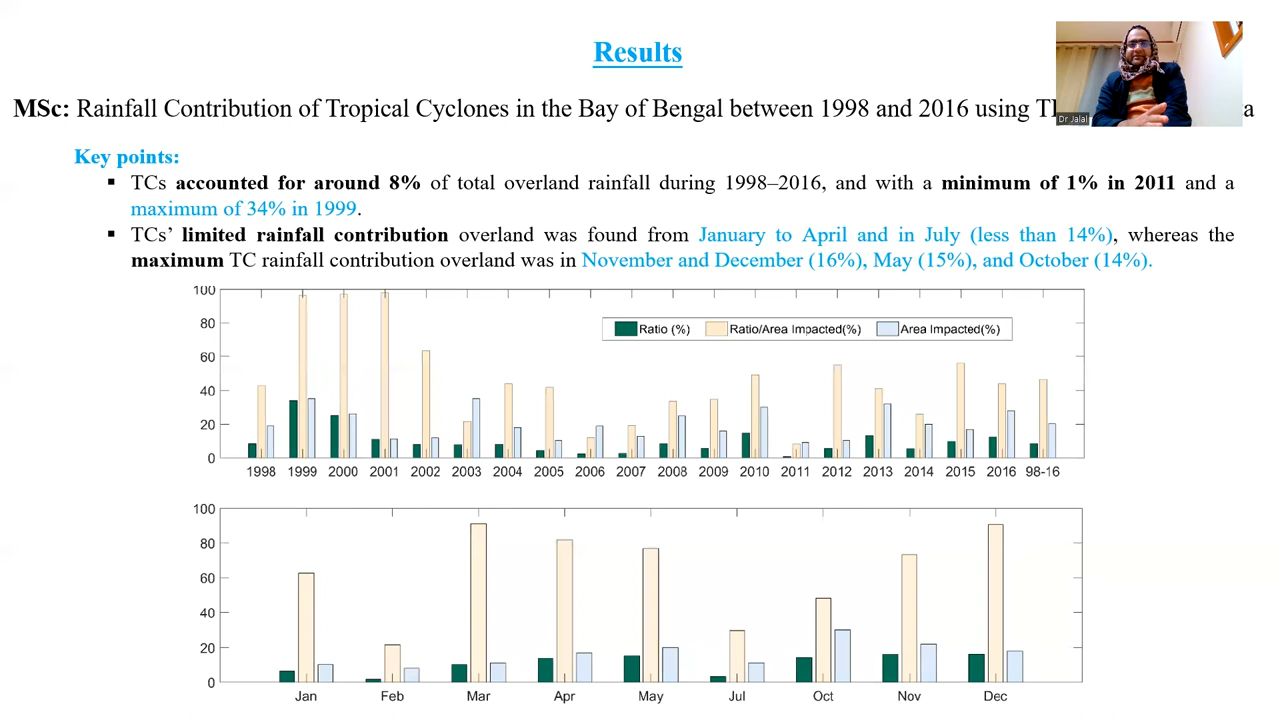 Results
MSc: Rainfall Contribution of Tropical Cyclones in the Bay of Bengal between 1998 and 2016 using a
Dr Jalal
Key points:
▪ TCs accounted for around 8% of total overland rainfall during 1998–2016, and with a minimum of 1% in 2011 and a
maximum of 34% in 1999.
▪ TCs’ limited rainfall contribution overland was found from January to April and in July (less than 14%), whereas the
maximum TC rainfall contribution overland was in November and December (16%), May (15%), and October (14%).
100
80
60
40
20
0
Ratio (%) Ratio/Area Impacted(%) Area Impacted(%)
1998 1999 2000 2001 2002 2003 2004 2005 2006 2007 2008 2009 2010 2011 2012 2013 2014 2015 2016 98-16
100
80
60
40
20
0
Jan Feb Mar Apr May Jul Oct Nov Dec